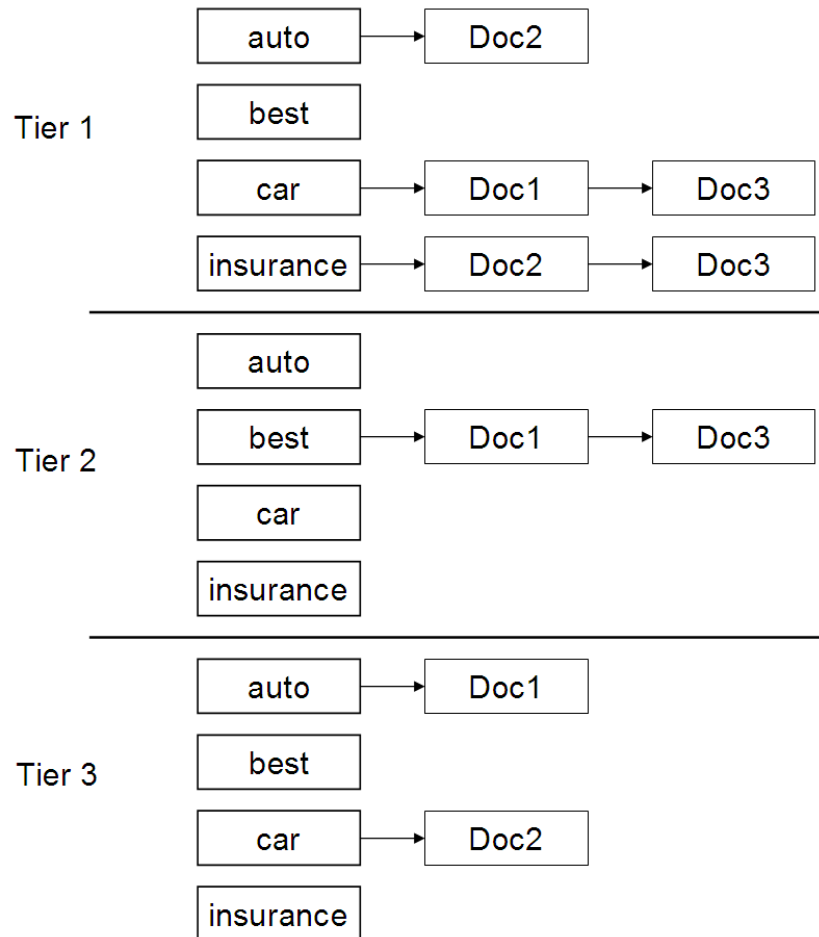 auto Doc2
best
Tier 1
car Doc1 Doc3
insurance Doc2 Doc3
auto
best Doc1 Doc3
Tier 2
car
insurance
auto Doc1
best
Tier 3
car Doc2
insurance